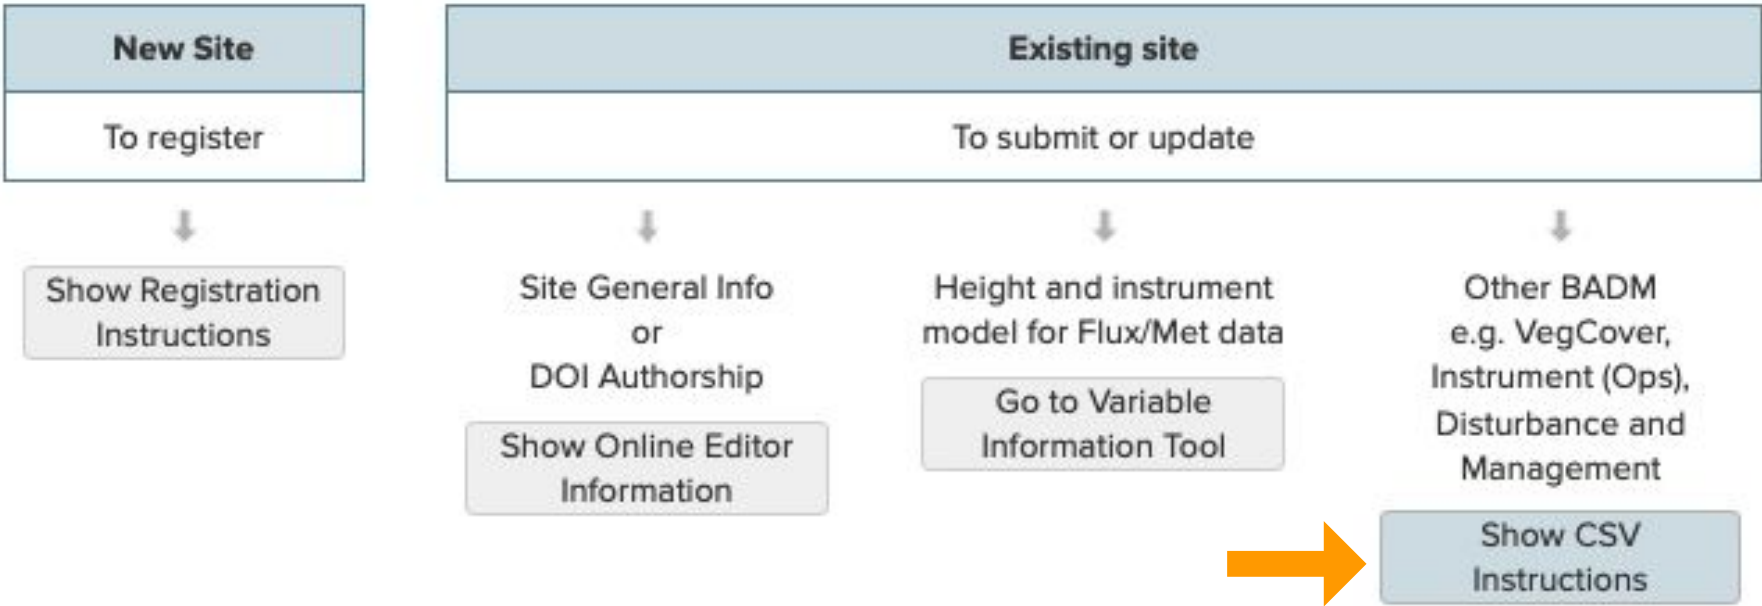 New Site
To register
Show Registration
Instructions
Existing site
To submit or update
Site General Info
or
DOI Authorship
Show Online Editor
Information
Height and instrument
model for Flux/Met data
Go to Variable
Information Tool
Other BADM
e.g. VegCover,
Instrument (Ops),
Disturbance and
Management
Show CSV
Instructions